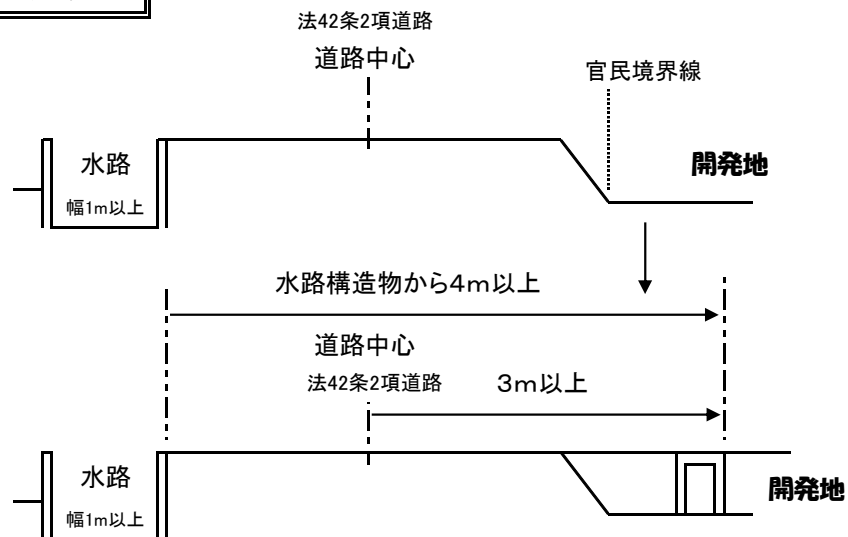 法42条2項道路
道路中心
官民境界線
水路
幅1m以上
開発地
水路構造物から4m以上
道路中心
法42条2項道路
3m以上
水路
幅1m以上
開発地